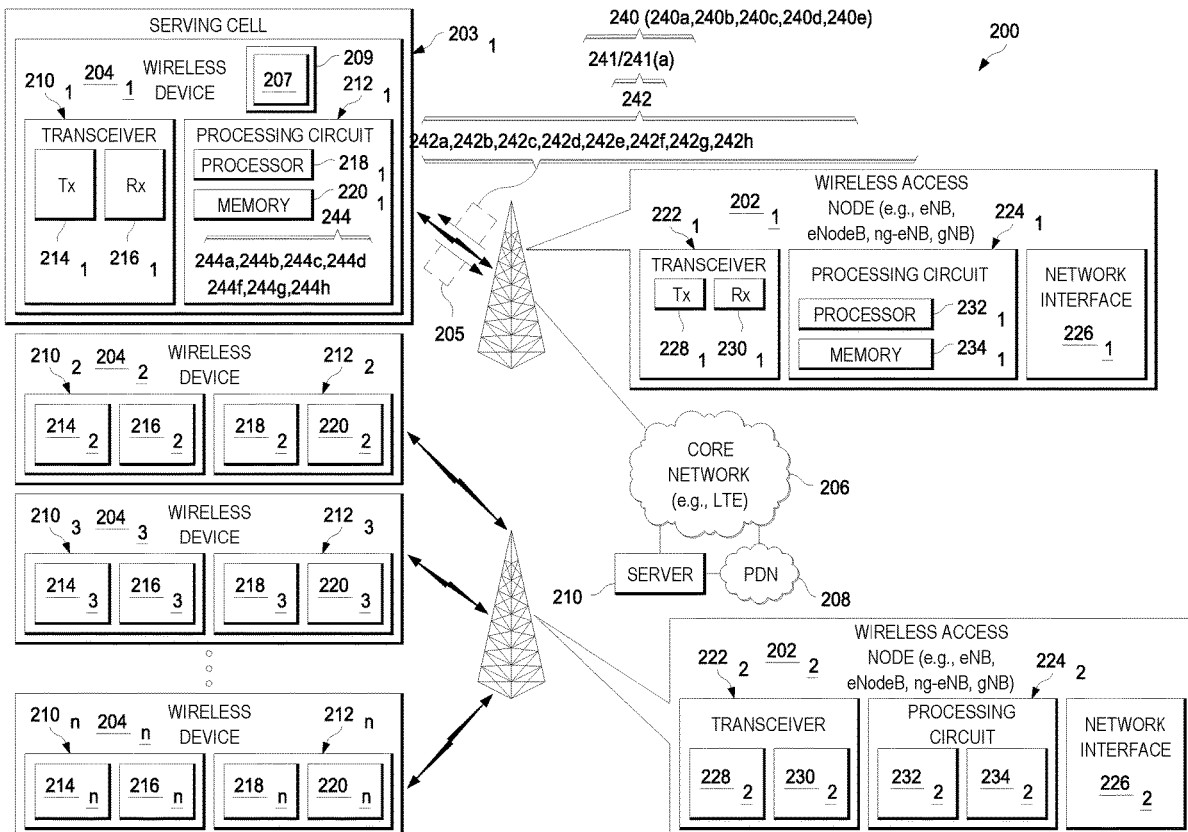 SERVING CELL
203 1
240 (240a,240b,240c,240d,240e)
241/241(a)
242
242a,242b,242c,242d,242e,242f,242g,242h
200
210 1
204 1
WIRELESS
DEVICE
207
209
212 1
TRANSCEIVER
Tx
Rx
214 1
216 1
PROCESSING CIRCUIT
PROCESSOR
218 1
MEMORY
220 1
244
244a,244b,244c,244d
244f,244g,244h
205
WIRELESS ACCESS
NODE (e.g., eNB,
eNodeB, ng-eNB, gNB)
222 1
202 1
224 1
TRANSCEIVER
Tx
Rx
228 1
230 1
PROCESSING CIRCUIT
PROCESSOR
232 1
MEMORY
234 1
NETWORK
INTERFACE
226 1
210 2
204 2
WIRELESS
DEVICE
212 2
214 2
216 2
218 2
220 2
CORE
NETWORK
(e.g., LTE)
206
210
SERVER
PDN
208
210 3
204 3
WIRELESS
DEVICE
212 3
214 3
216 3
218 3
220 3
210 n
204 n
WIRELESS
DEVICE
212 n
214 n
216 n
218 n
220 n
WIRELESS ACCESS
NODE (e.g., eNB,
eNodeB, ng-eNB, gNB)
222 2
202 2
224 2
TRANSCEIVER
228 2
230 2
PROCESSING
CIRCUIT
232 2
234 2
NETWORK
INTERFACE
226 2